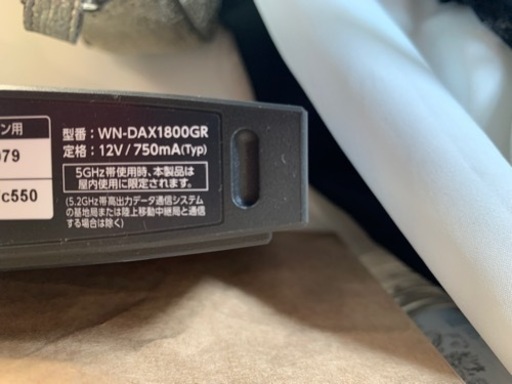 ン用
型番：WN-DAX1800GR
079
定格：12V/750mA(Typ)
5GHz帯使用時、本製品は
屋内使用に限定されます。
c550
(5.2GHz帯高出力データ通信システム
の基地局または陸上移動中継局と通信
する場合は除く)